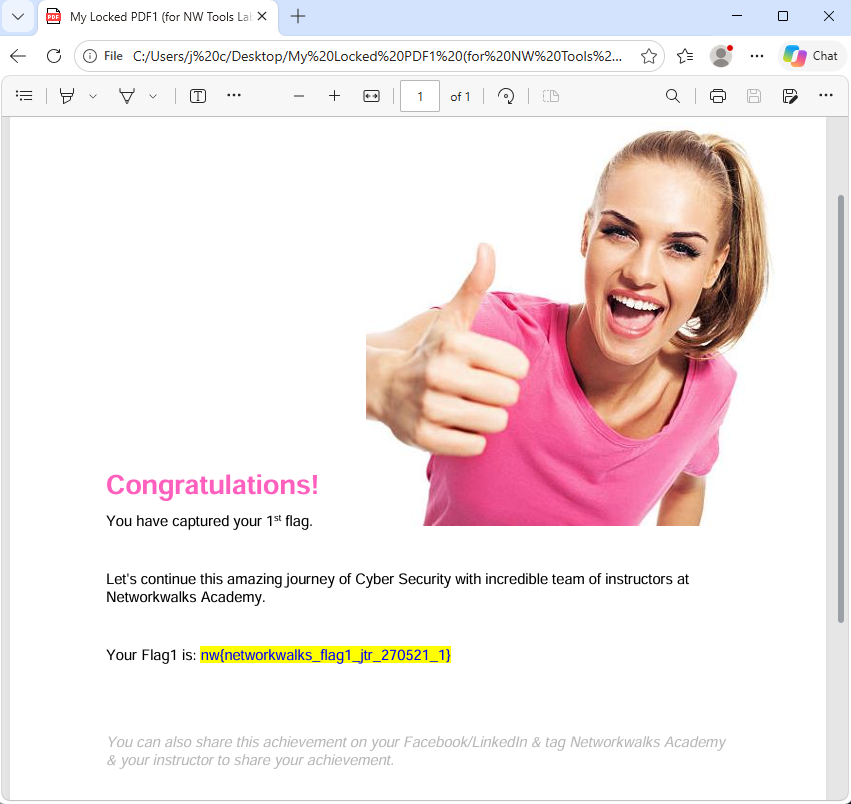 My Locked PDF1 (for NW Tools Lab
File C:/Users/j%20c/Desktop/My%20Locked%20PDF1%20(for%20NW%20Tools%2... Chat
1 of 1
Congratulations!
You have captured your 1st flag.
Let's continue this amazing journey of Cyber Security with incredible team of instructors at
Networkwalks Academy.
Your Flag1 is: nw{networkwalks_flag1_jtr_270521_1}
You can also share this achievement on your Facebook/LinkedIn & tag Networkwalks Academy
& your instructor to share your achievement.